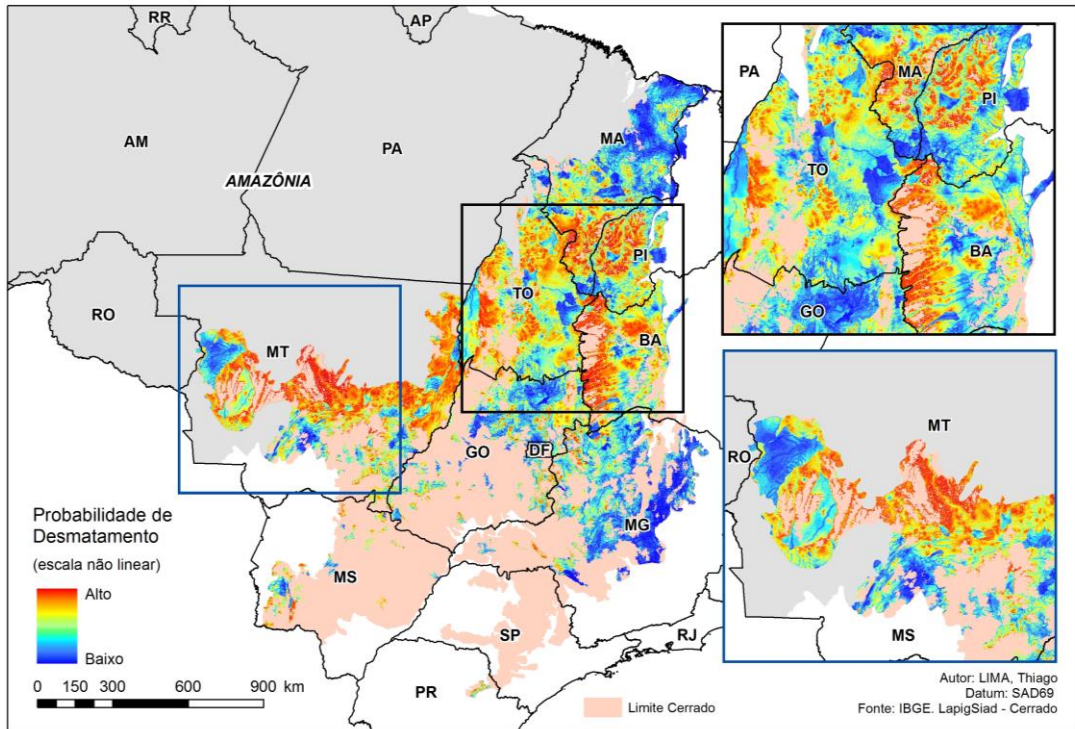 RR
AP
AM
PA
AMAZÔNIA
MA
PI
TO
BA
RO
MT
GO
DF
MG
MS
SP
RJ
PR
PA
MA
PI
TO
BA
GO
RO
MT
MS
Probabilidade de
Desmatamento
(escala não linear)
Alto
Baixo
0 150 300 600 900 km
Limite Cerrado
Autor: LIMA, Thiago
Datum: SAD69
Fonte: IBGE. LapigSiad - Cerrado